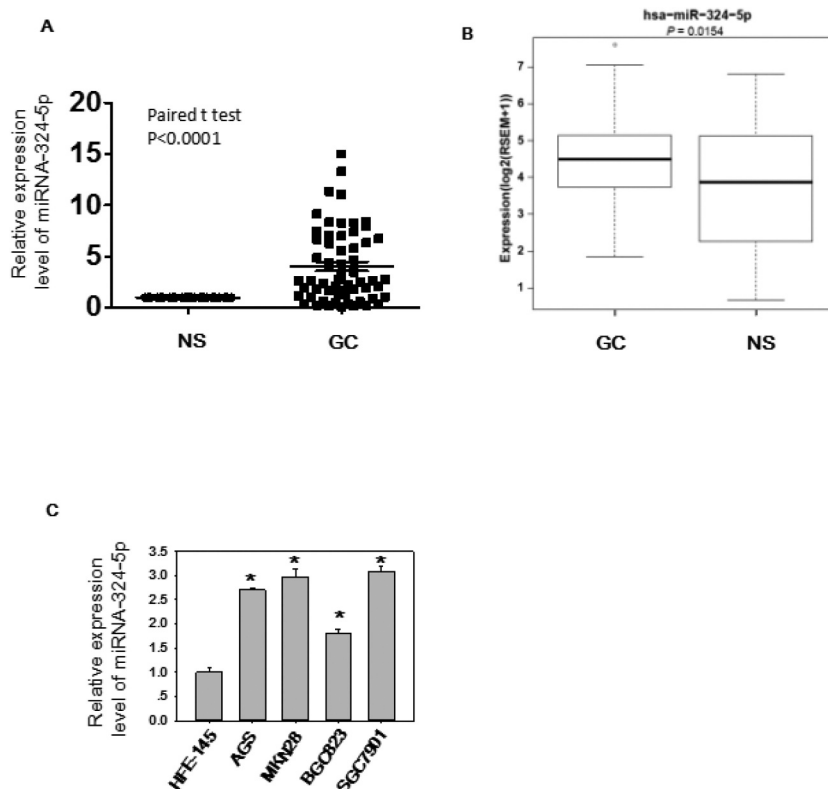 A
Relative expression
level of miRNA-324-5p
20
15
10
5
0
Paired t test
P<0.0001
NS
GC
B
hsa-miR-324-5p
P = 0.0154
Expression(log2(RSEM+1))
7
6
5
4
3
2
1
GC
NS
C
Relative expression
level of miRNA-324-5p
3.5
3.0
2.5
2.0
1.5
1.0
.5
0.0
*
*
*
*
HFE-145
AGS
MKN28
BGC823
SGC7901